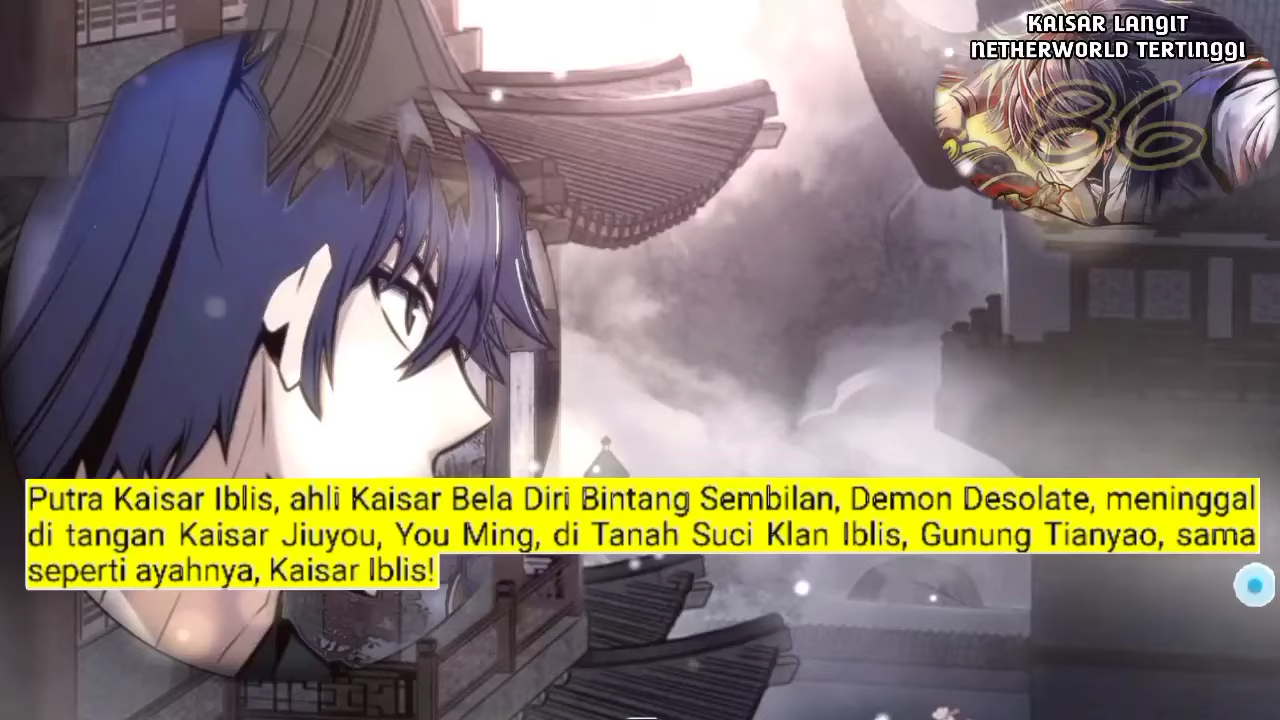 KAISAR LANGIT
NETHERWORLD TERTINGGI
36
Putra Kaisar Iblis, ahli Kaisar Bela Diri Bintang Sembilan, Demon Desolate, meninggal
di tangan Kaisar Jiuyou, You Ming, di Tanah Suci Klan Iblis, Gunung Tianyao, sama
seperti ayahnya, Kaisar Iblis!